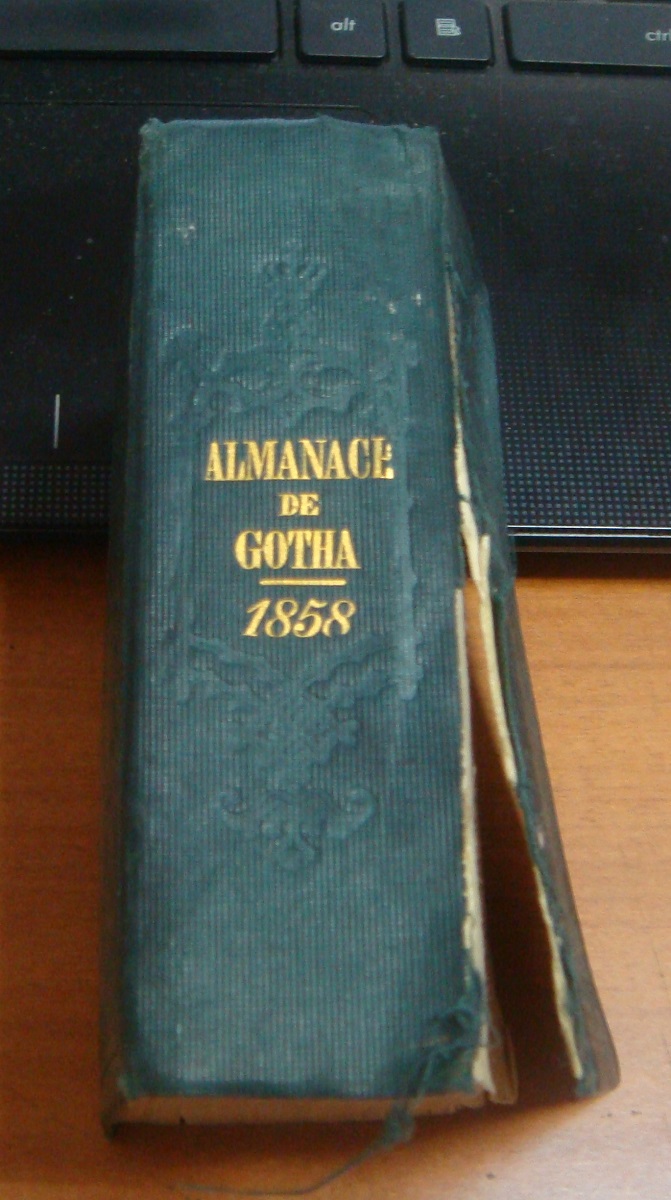 alt
ctrl
ALMANACH
DE
GOTHA
1858